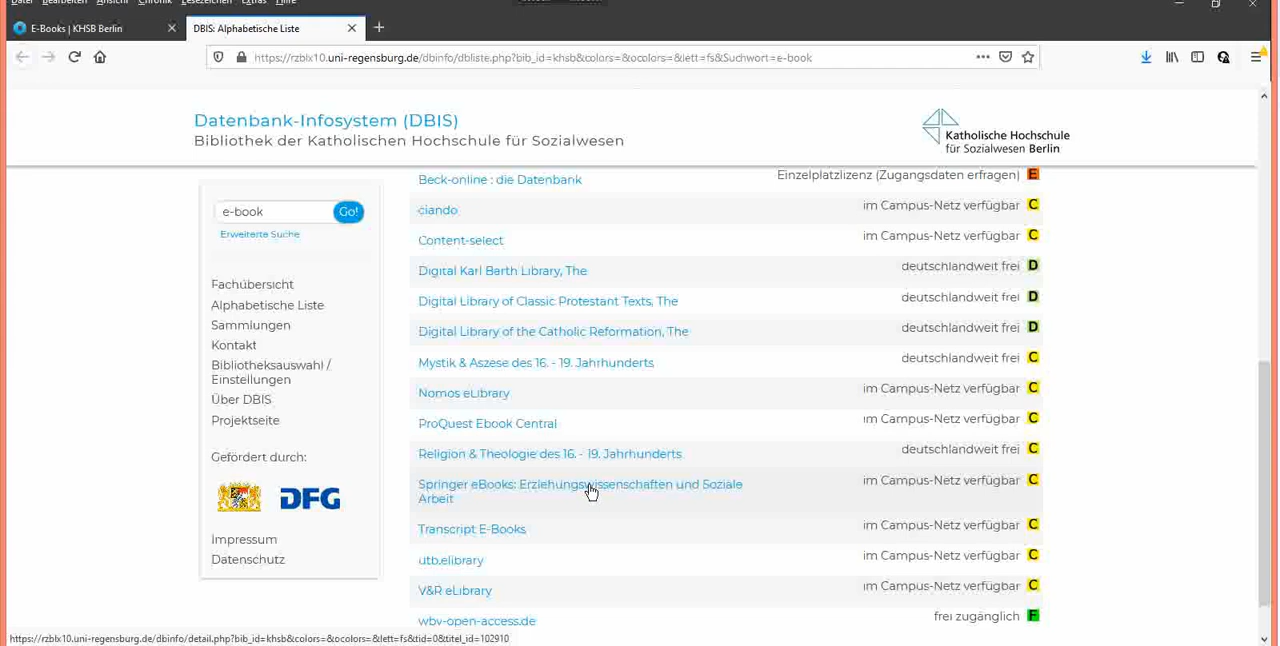 Datei Bearbeiten Ansicht Chronik Lesezeichen Extras Hilfe
E-Books | KHSB Berlin
DBIS: Alphabetische Liste
https://rzblx10.uni-regensburg.de/dbinfo/dbliste.php?bib_id=khsb&colors=&ocolors=&lett=fs&Suchwort=e-book
Datenbank-Infosystem (DBIS)
Bibliothek der Katholischen Hochschule für Sozialwesen
Katholische Hochschule
für Sozialwesen Berlin
e-book Go!
Erweiterte Suche
Fachübersicht
Alphabetische Liste
Sammlungen
Kontakt
Bibliotheksauswahl /
Einstellungen
Über DBIS
Projektseite
Gefördert durch:
DFG
Impressum
Datenschutz
Beck-online : die Datenbank Einzelplatzlizenz (Zugangsdaten erfragen) E
ciando im Campus-Netz verfügbar C
Content-select im Campus-Netz verfügbar C
Digital Karl Barth Library, The deutschlandweit frei D
Digital Library of Classic Protestant Texts, The deutschlandweit frei D
Digital Library of the Catholic Reformation, The deutschlandweit frei D
Mystik & Aszese des 16. - 19. Jahrhunderts deutschlandweit frei C
Nomos eLibrary im Campus-Netz verfügbar C
ProQuest Ebook Central im Campus-Netz verfügbar C
Religion & Theologie des 16. - 19. Jahrhunderts deutschlandweit frei C
Springer eBooks: Erziehungswissenschaften und Soziale im Campus-Netz verfügbar C
Arbeit
Transcript E-Books im Campus-Netz verfügbar C
utb.elibrary im Campus-Netz verfügbar C
V&R eLibrary im Campus-Netz verfügbar C
wbv-open-access.de frei zugänglich F
https://rzblx10.uni-regensburg.de/dbinfo/detail.php?bib_id=khsb&colors=&ocolors=&lett=fs&tid=0&titel_id=102910